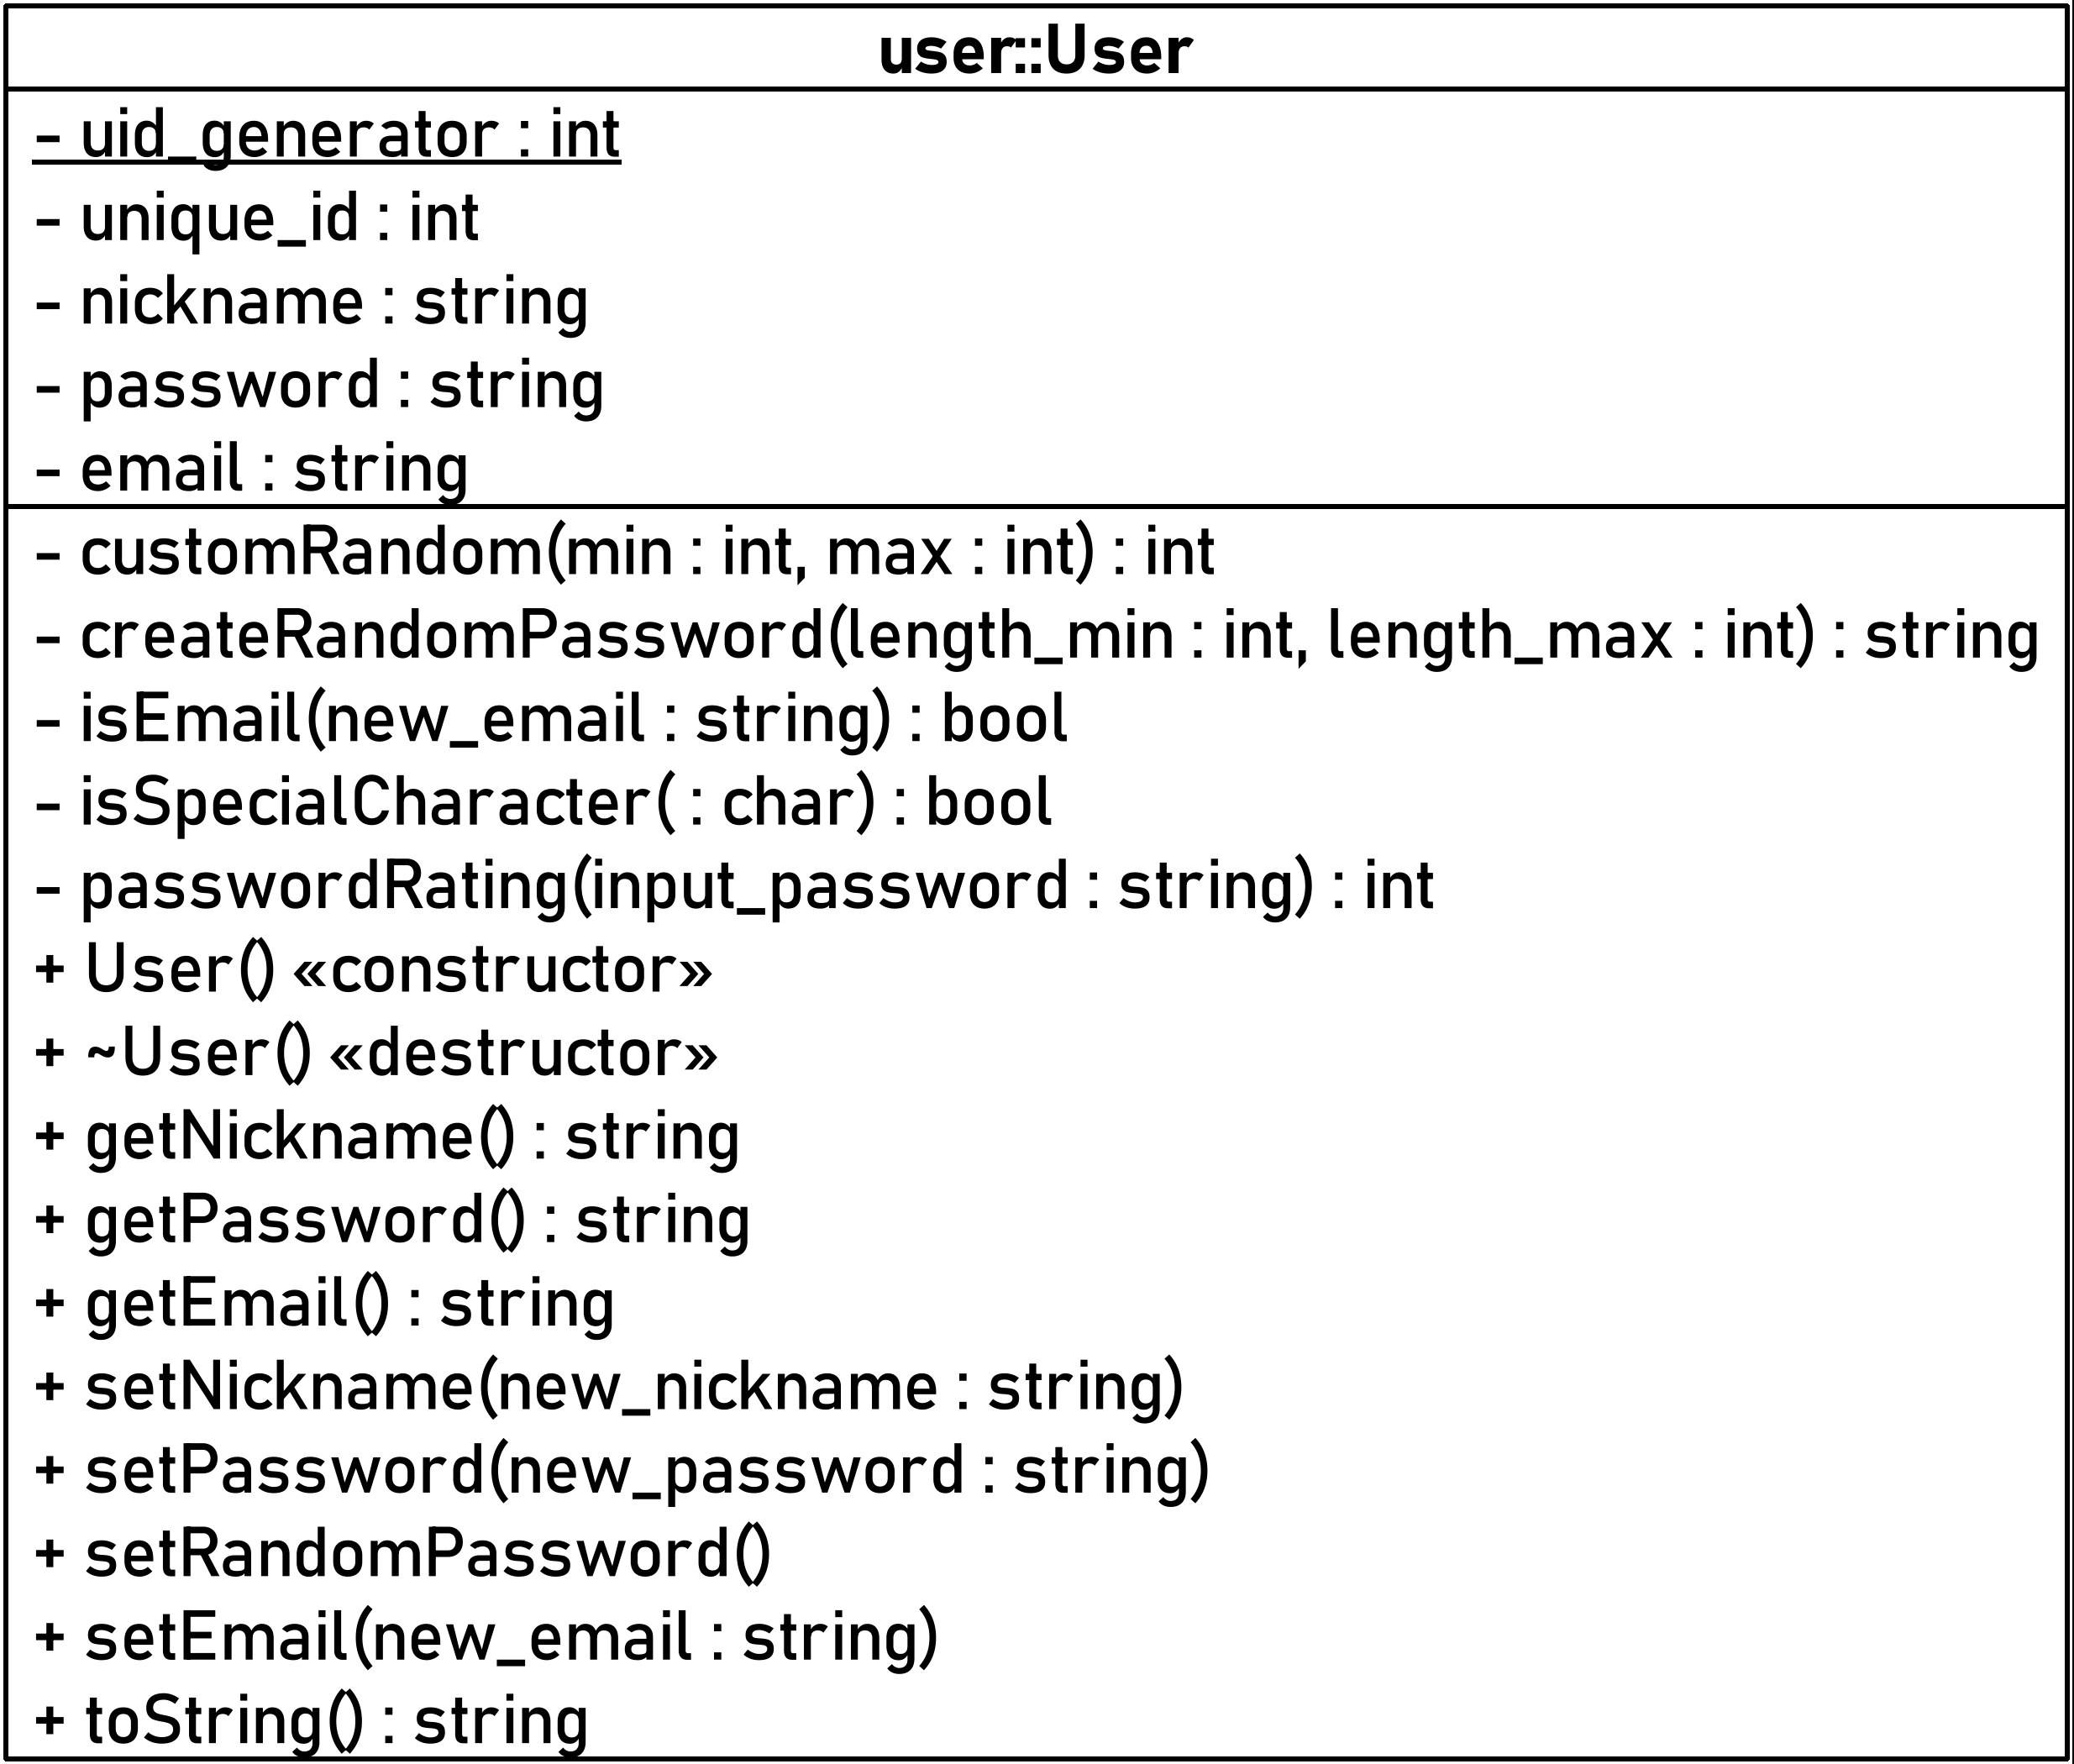 user::User
- uid_generator : int
- unique_id : int
- nickname : string
- password : string
- email : string
- customRandom(min : int, max : int) : int
- createRandomPassword(length_min : int, length_max : int) : string
- isEmail(new_email : string) : bool
- isSpecialCharacter( : char) : bool
- passwordRating(input_password : string) : int
+ User() «constructor»
+ ~User() «destructor»
+ getNickname() : string
+ getPassword() : string
+ getEmail() : string
+ setNickname(new_nickname : string)
+ setPassword(new_password : string)
+ setRandomPassword()
+ setEmail(new_email : string)
+ toString() : string